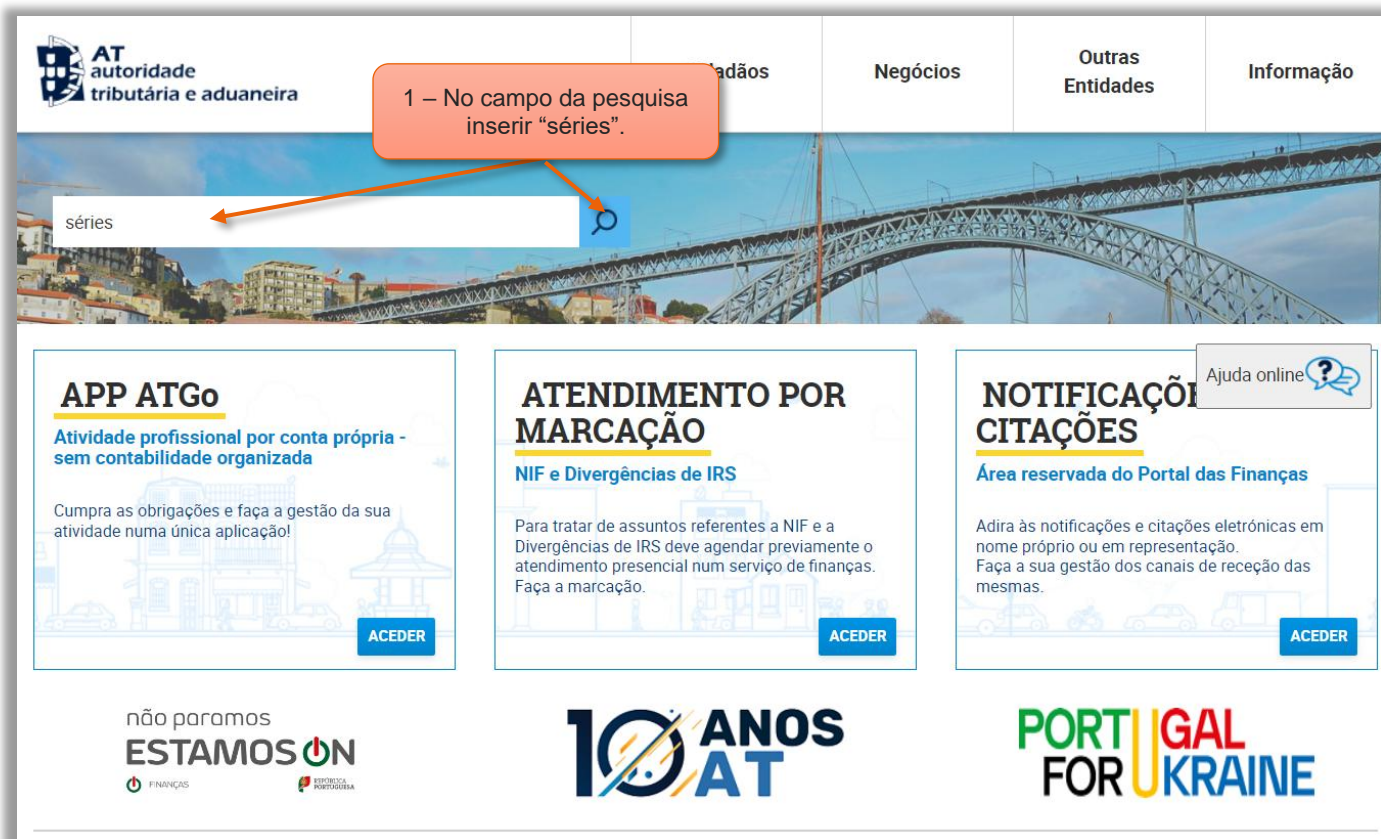 AT
autoridade
tributária e aduaneira
dadãos
Negócios
Outras
Entidades
Informação
1 – No campo da pesquisa
inserir “séries”.
séries
Ajuda online
APP ATGo
Atividade profissional por conta própria -
sem contabilidade organizada
Cumpra as obrigações e faça a gestão da sua
atividade numa única aplicação!
ACEDER
ATENDIMENTO POR
MARCAÇÃO
NIF e Divergências de IRS
Para tratar de assuntos referentes a NIF e a
Divergências de IRS deve agendar previamente o
atendimento presencial num serviço de finanças.
Faça a marcação.
ACEDER
NOTIFICAÇÕ
CITAÇÕES
Área reservada do Portal das Finanças
Adira às notificações e citações eletrónicas em
nome próprio ou em representação.
Faça a sua gestão dos canais de receção das
mesmas.
ACEDER
não paramos
ESTAMOS ON
FINANÇAS
REPÚBLICA
PORTUGUESA
10 ANOS
AT
PORTUGAL
FOR UKRAINE